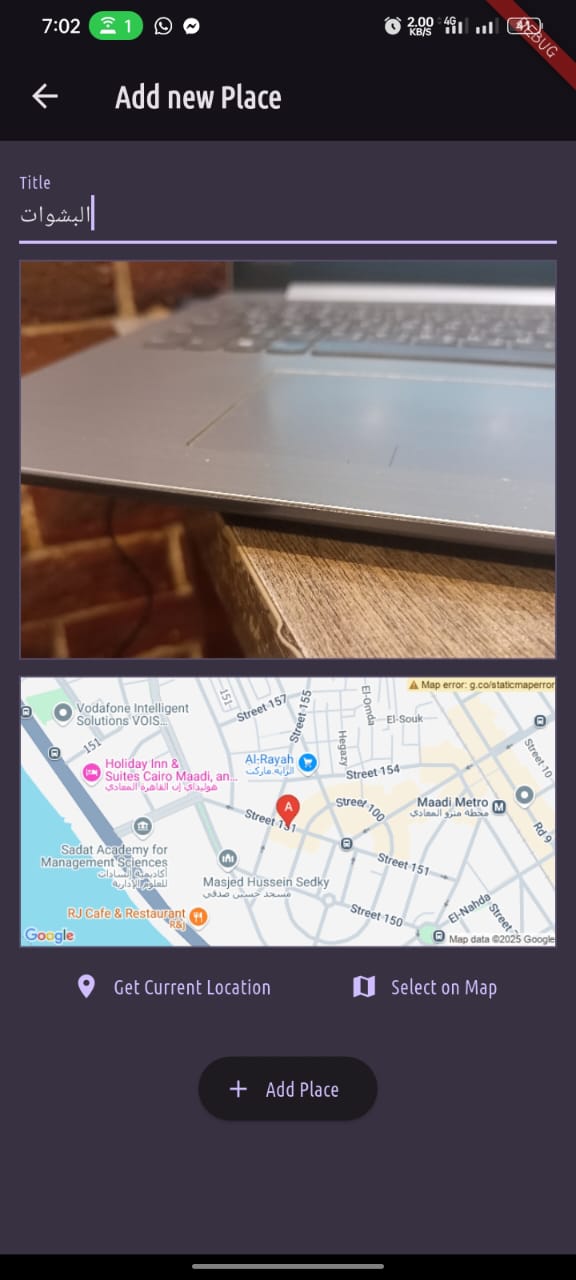 7:02
1
2.00
KB/S
4G
41
DEBUG
Add new Place
Title
البشوات
Map error: g.co/staticmaperror
Vodafone Intelligent
Solutions VOIS...
151
Street 157
Street 155
El-Omda
El-Souk
151
Hegazy
Street 10
Holiday Inn &
Suites Cairo Maadi, an...
هوليداي إن القاهرة المعادي
Al-Rayah
الراية ماركت
Street 154
A
Street 151
Street 100
Maadi Metro
محطة مترو المعادي
M
Rd 9
Sadat Academy for
Management Sciences
أكاديمية السادات
للعلوم الإدارية
Masjed Hussein Sedky
مسجد حسين صدقي
Street 151
RJ Cafe & Restaurant
R&j
Street 150
El-Nahda
Street
Google
Map data ©2025 Google
Get Current Location
Select on Map
+ Add Place